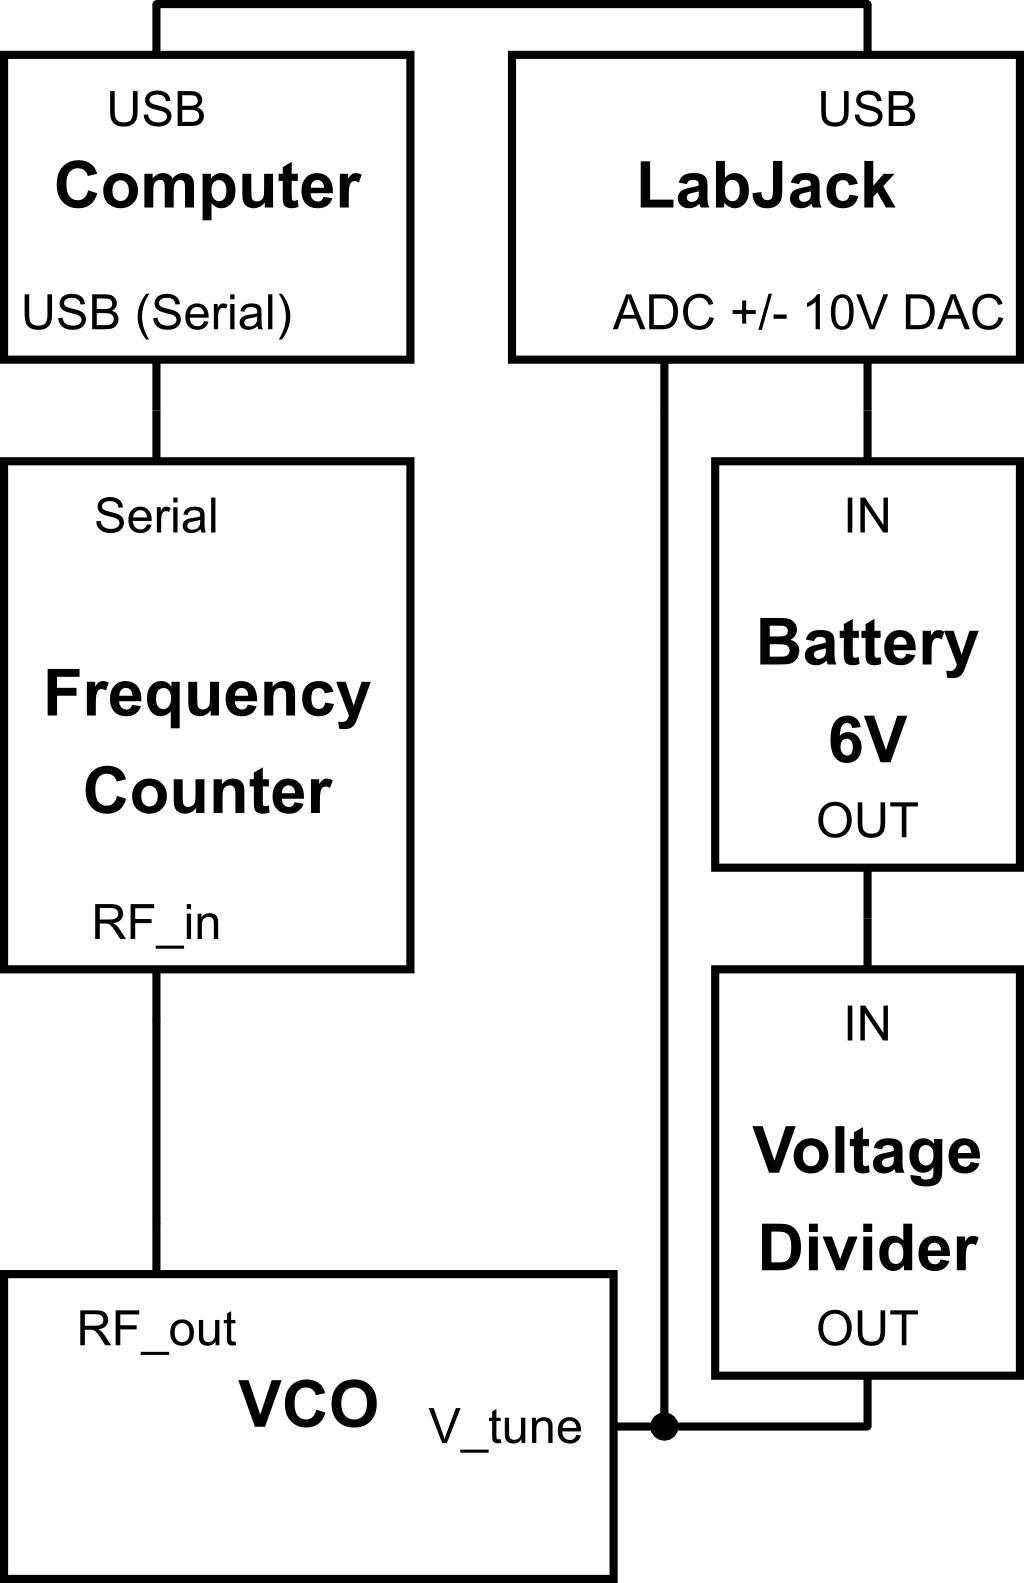 USB
Computer
USB (Serial)
USB
LabJack
ADC +/- 10V DAC
Serial
Frequency
Counter
RF_in
IN
Battery
6V
OUT
IN
Voltage
Divider
OUT
RF_out
VCO
V_tune